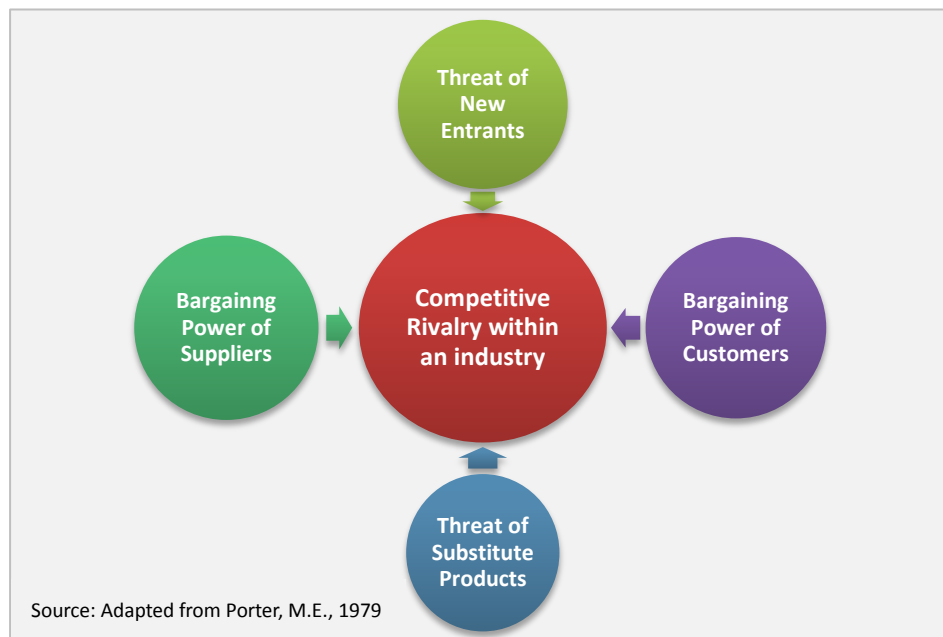 Threat of
New
Entrants
Bargainng
Power of
Suppliers
Competitive
Rivalry within
an industry
Bargaining
Power of
Customers
Threat of
Substitute
Products
Source: Adapted from Porter, M.E., 1979